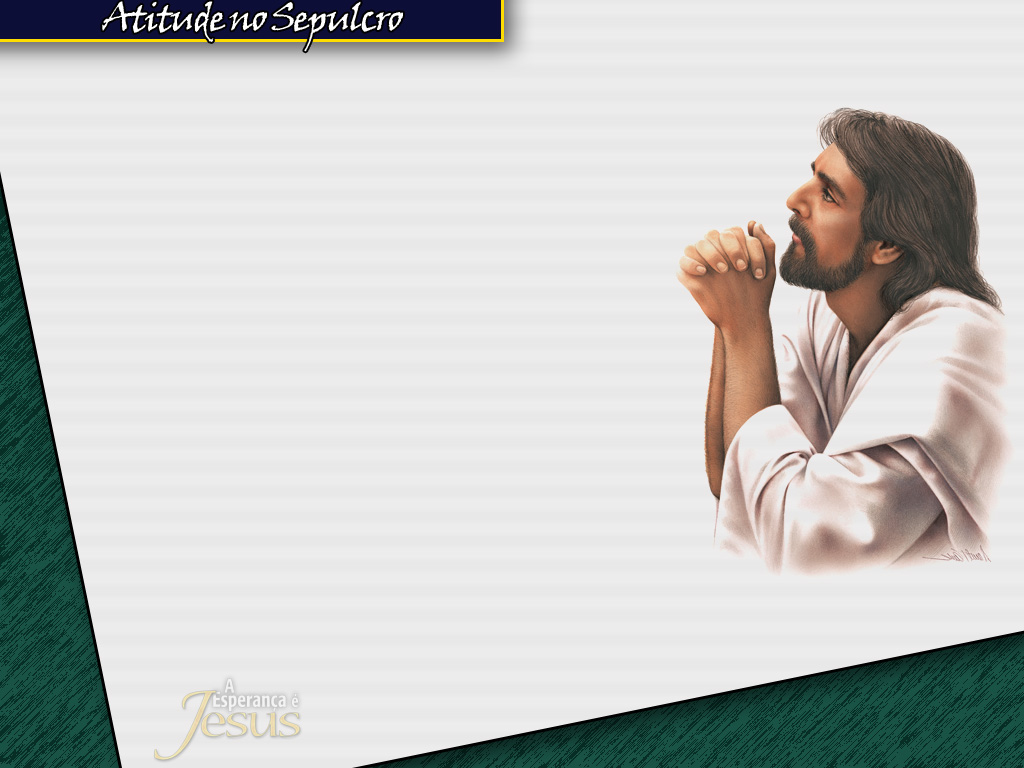 Atitude no Sepulcro
A
Esperança é
Jesus